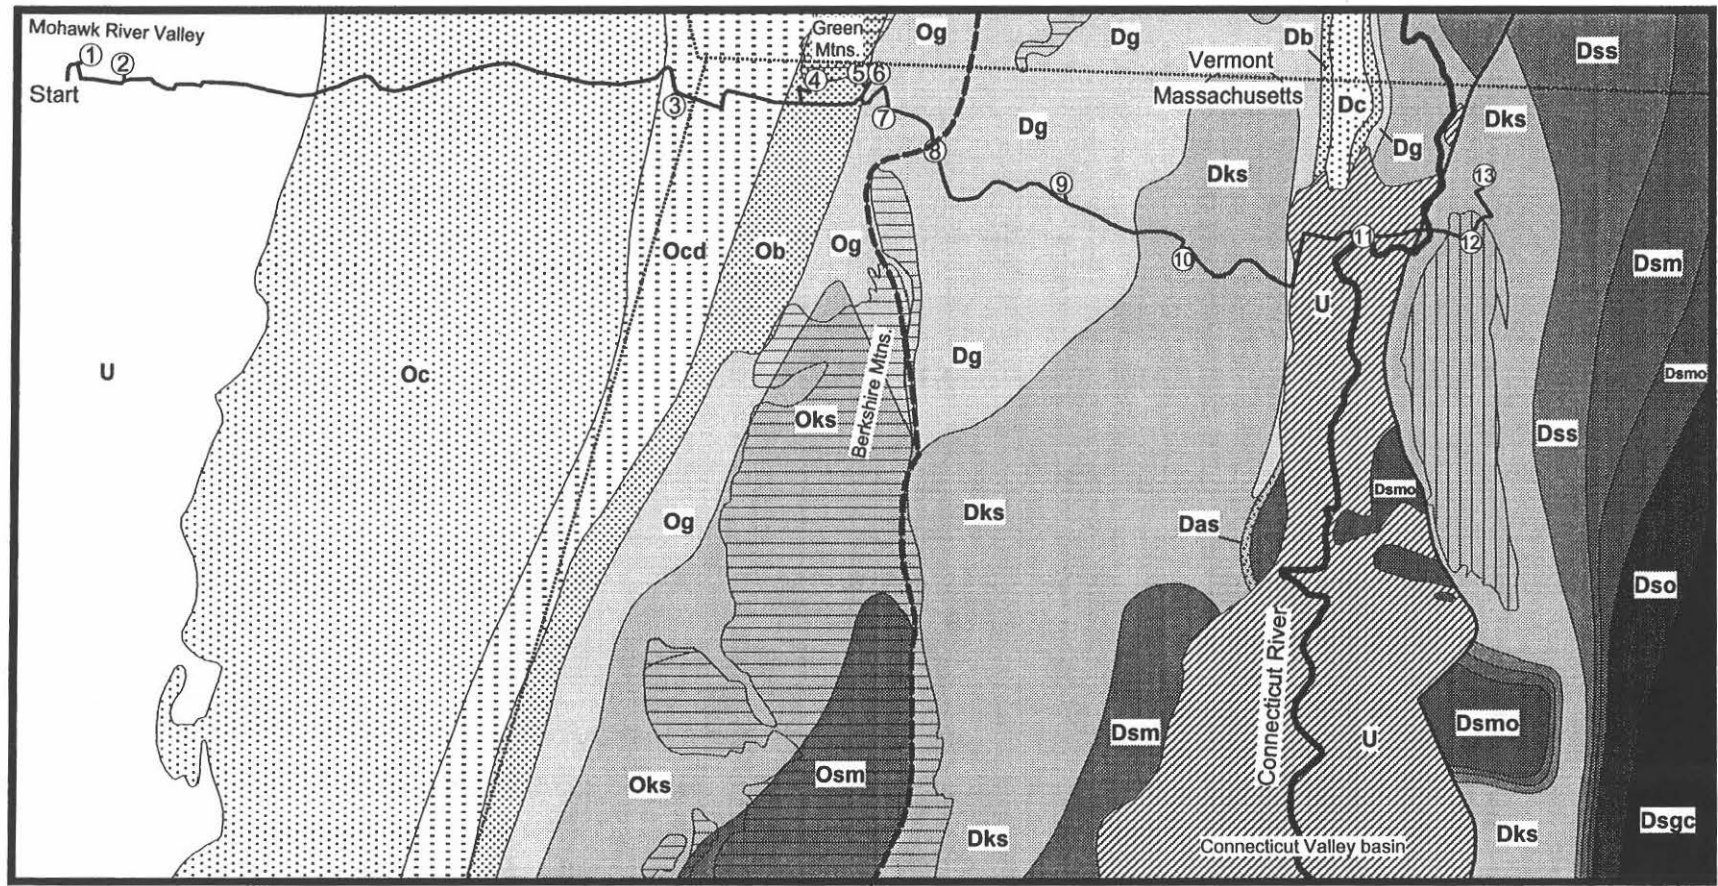 Mohawk River Valley
1
2
Start
3
Green
Mtns.
4
5
6
7
8
9
10
11
12
13
Og
Dg
Db
Dss
Vermont
Massachusetts
Dc
Dks
Dg
Dg
Dks
Ocd
Ob
Og
U
Dsm
U
Oc
Dg
Dsmo
Berkshire Mtns.
Oks
Dss
Dsmo
Og
Dks
Das
Dso
Connecticut River
Dsm
U
Dsmo
Oks
Osm
Dks
Connecticut Valley basin
Dks
Dsgc